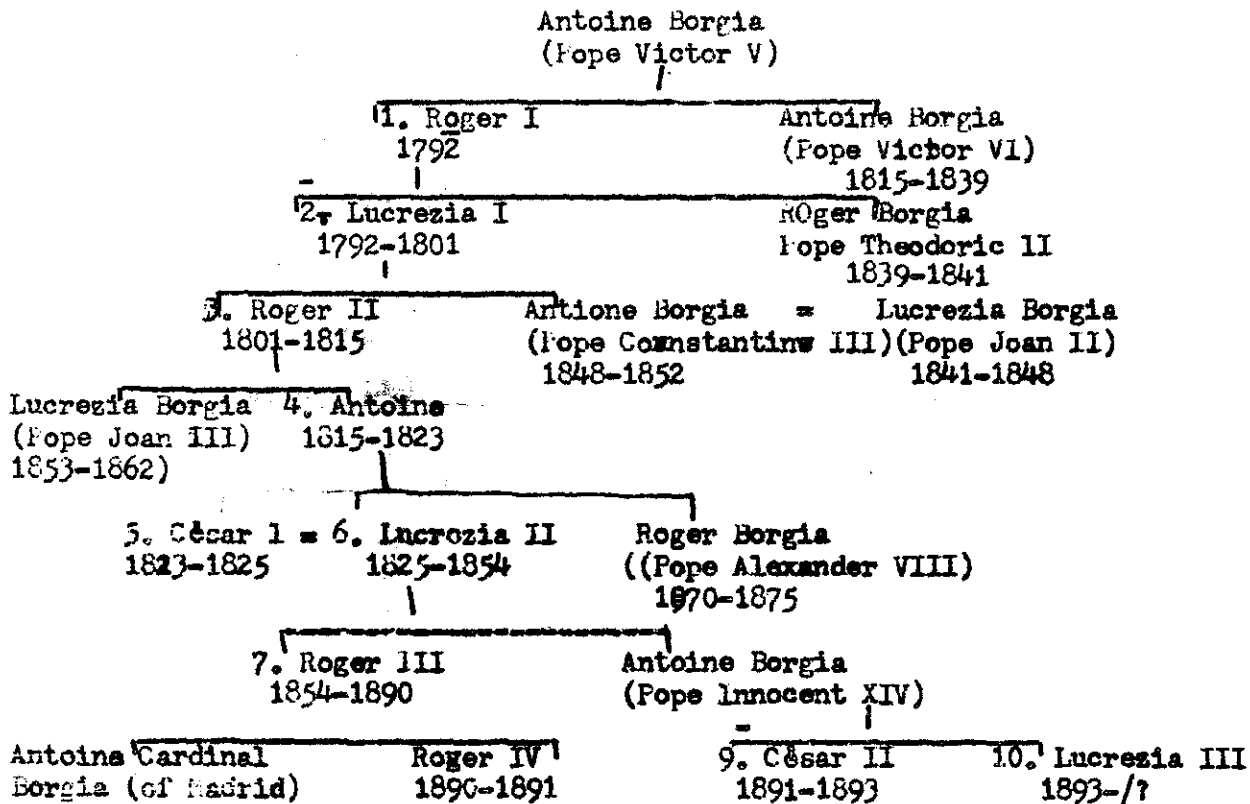 Antoine Borgia
(Pope Victor V)
1. Roger I Antoine Borgia
1792 (Pope Victor VI)
1815-1839
2. Lucrezia I ROger Borgia
1792-1801 Pope Theodoric II
1839-1841
3. Roger II Antione Borgia = Lucrezia Borgia
1801-1815 (Pope Cownstantinw III)(Pope Joan II)
1848-1852 1841-1848
Lucrezia Borgia 4. Antoine
(Pope Joan III) 1815-1823
1853-1862)
5. Cêsar 1 = 6. Lucrozia II Roger Borgia
1823-1825 1825-1854 ((Pope Alexander VIII)
1870-1875
7. Roger III Antoine Borgia
1854-1890 (Pope Innocent XIV)
Antoine Cardinal Roger IV 9. Cêsar II 10. Lucrezia III
Borgia (of Madrid) 1890-1891 1891-1893 1893-/?